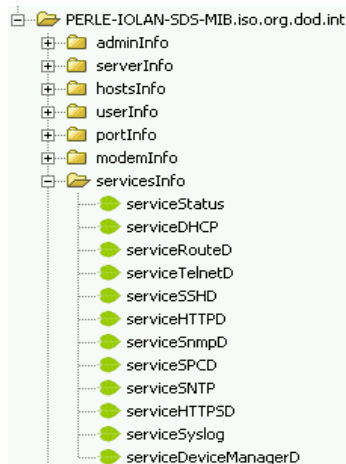 PERLE-IOLAN-SDS-MIB.iso.org.dod.int
adminInfo
serverInfo
hostsInfo
userInfo
portInfo
modemInfo
servicesInfo
serviceStatus
serviceDHCP
serviceRouteD
serviceTelnetD
serviceSSHD
serviceHTTPD
serviceSnmpD
serviceSPCD
serviceSNTP
serviceHTTPSD
serviceSyslog
serviceDeviceManagerD